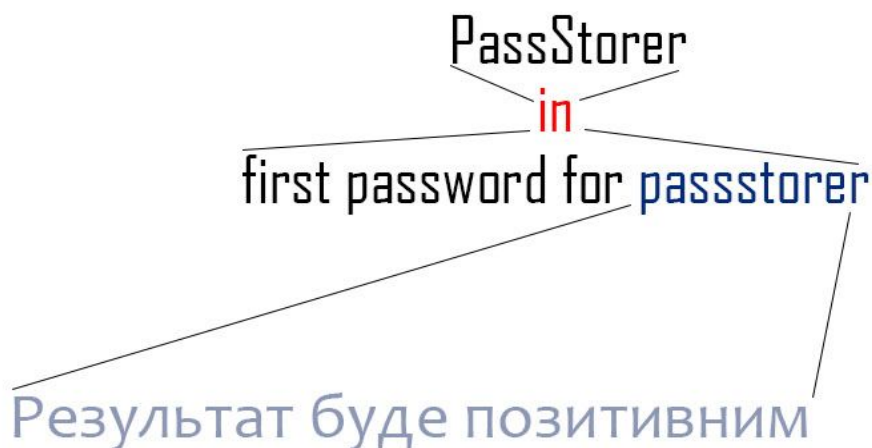 PassStorer
in
first password for passstorer
Результат буде позитивним